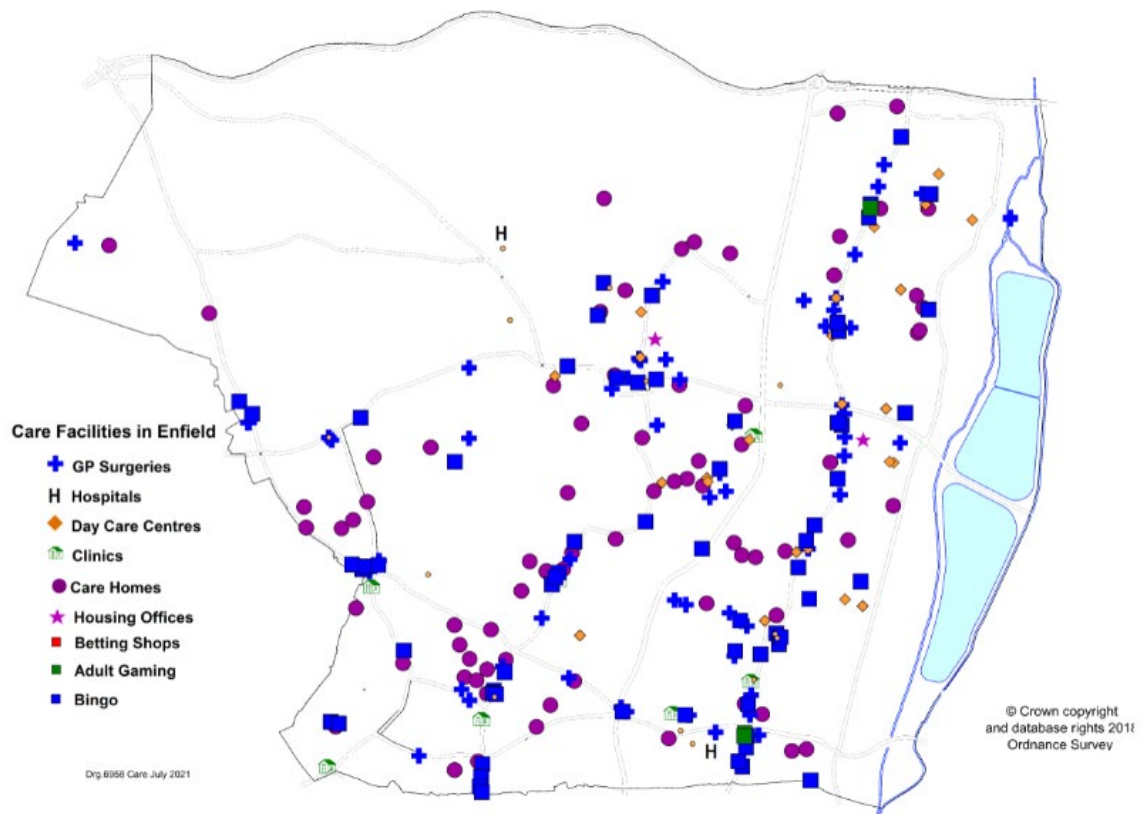 H
Care Facilities in Enfield
GP Surgeries
H Hospitals
Day Care Centres
Clinics
Care Homes
Housing Offices
Betting Shops
Adult Gaming
Bingo
Drg.6958 Care July 2021
H
© Crown copyright
and database rights 2018
Ordnance Survey